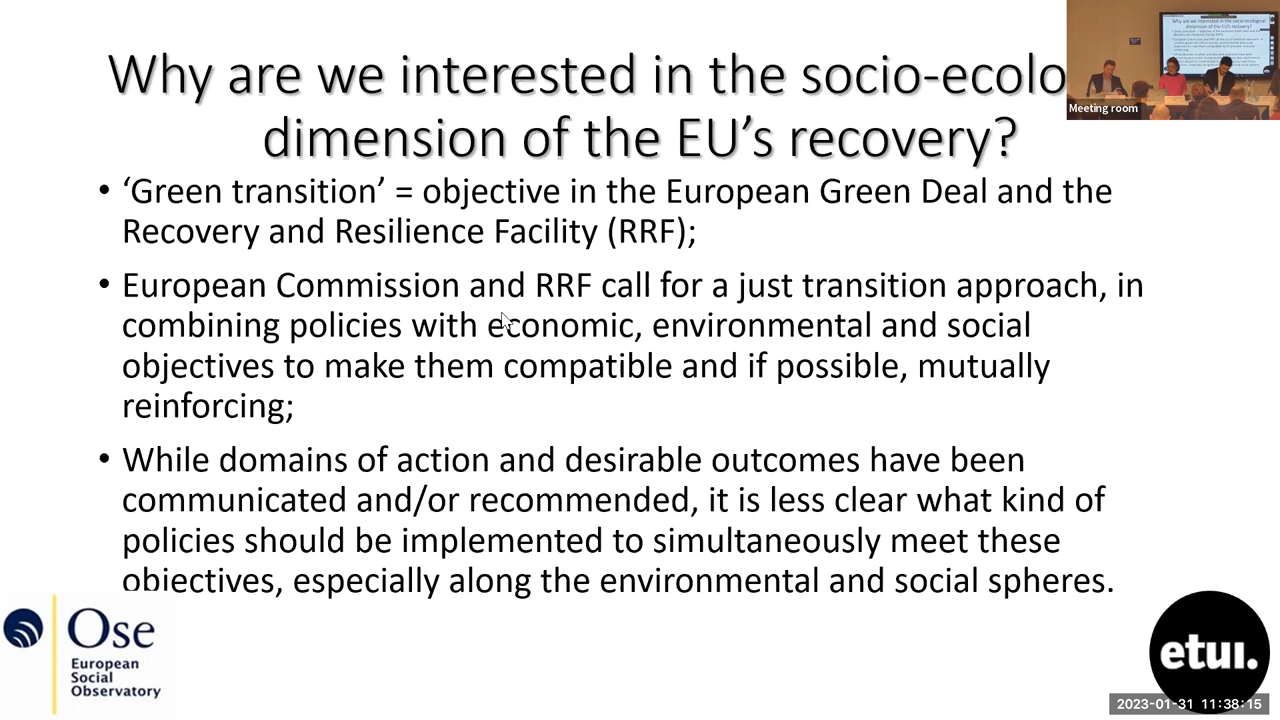 Why are we interested in the socio-ecolo
dimension of the EU's recovery?
• 'Green transition' = objective in the European Green Deal and the
Recovery and Resilience Facility (RRF);
• European Commission and RRF call for a just transition approach, in
combining policies with economic, environmental and social
objectives to make them compatible and if possible, mutually
reinforcing;
• While domains of action and desirable outcomes have been
communicated and/or recommended, it is less clear what kind of
policies should be implemented to simultaneously meet these
objectives, especially along the environmental and social spheres.
Meeting room
Ose
European
Social
Observatory
etui.
2023-01-31 11:38:15